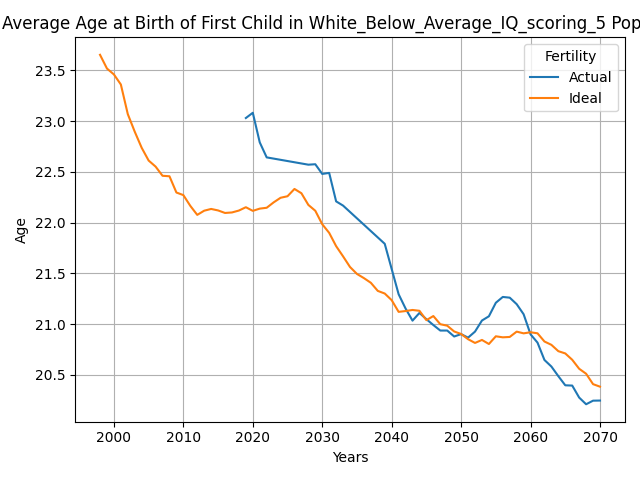 Average Age at Birth of First Child in White_Below_Average_IQ_scoring_5 Pop
Fertility
Actual
Ideal
23.5
23.0
22.5
22.0
21.5
21.0
20.5
Age
2000 2010 2020 2030 2040 2050 2060 2070
Years